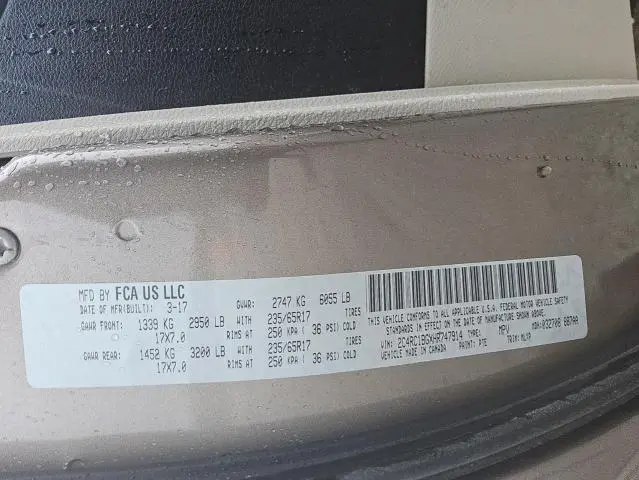 MFD BY FCA US LLC
DATE OF MFR(BUILT): 3-17 GVWR: 2747 KG 6055 LB
GAWR FRONT: 1339 KG 2950 LB WITH 235/65R17 TIRES
17X7.0 RIMS AT 250 KPA ( 36 PSI) COLD
GAWR REAR: 1452 KG 3200 LB WITH 235/65R17 TIRES
17X7.0 RIMS AT 250 KPA ( 36 PSI) COLD
THIS VEHICLE CONFORMS TO ALL APPLICABLE U.S.A. FEDERAL MOTOR VEHICLE SAFETY
STANDARDS IN EFFECT ON THE DATE OF MANUFACTURE SHOWN ABOVE.
VIN: 2C4RC1BGXHR747914 TYPE: MPV MDH: 032708
VEHICLE MADE IN CANADA PAINT: PTE TRIM: